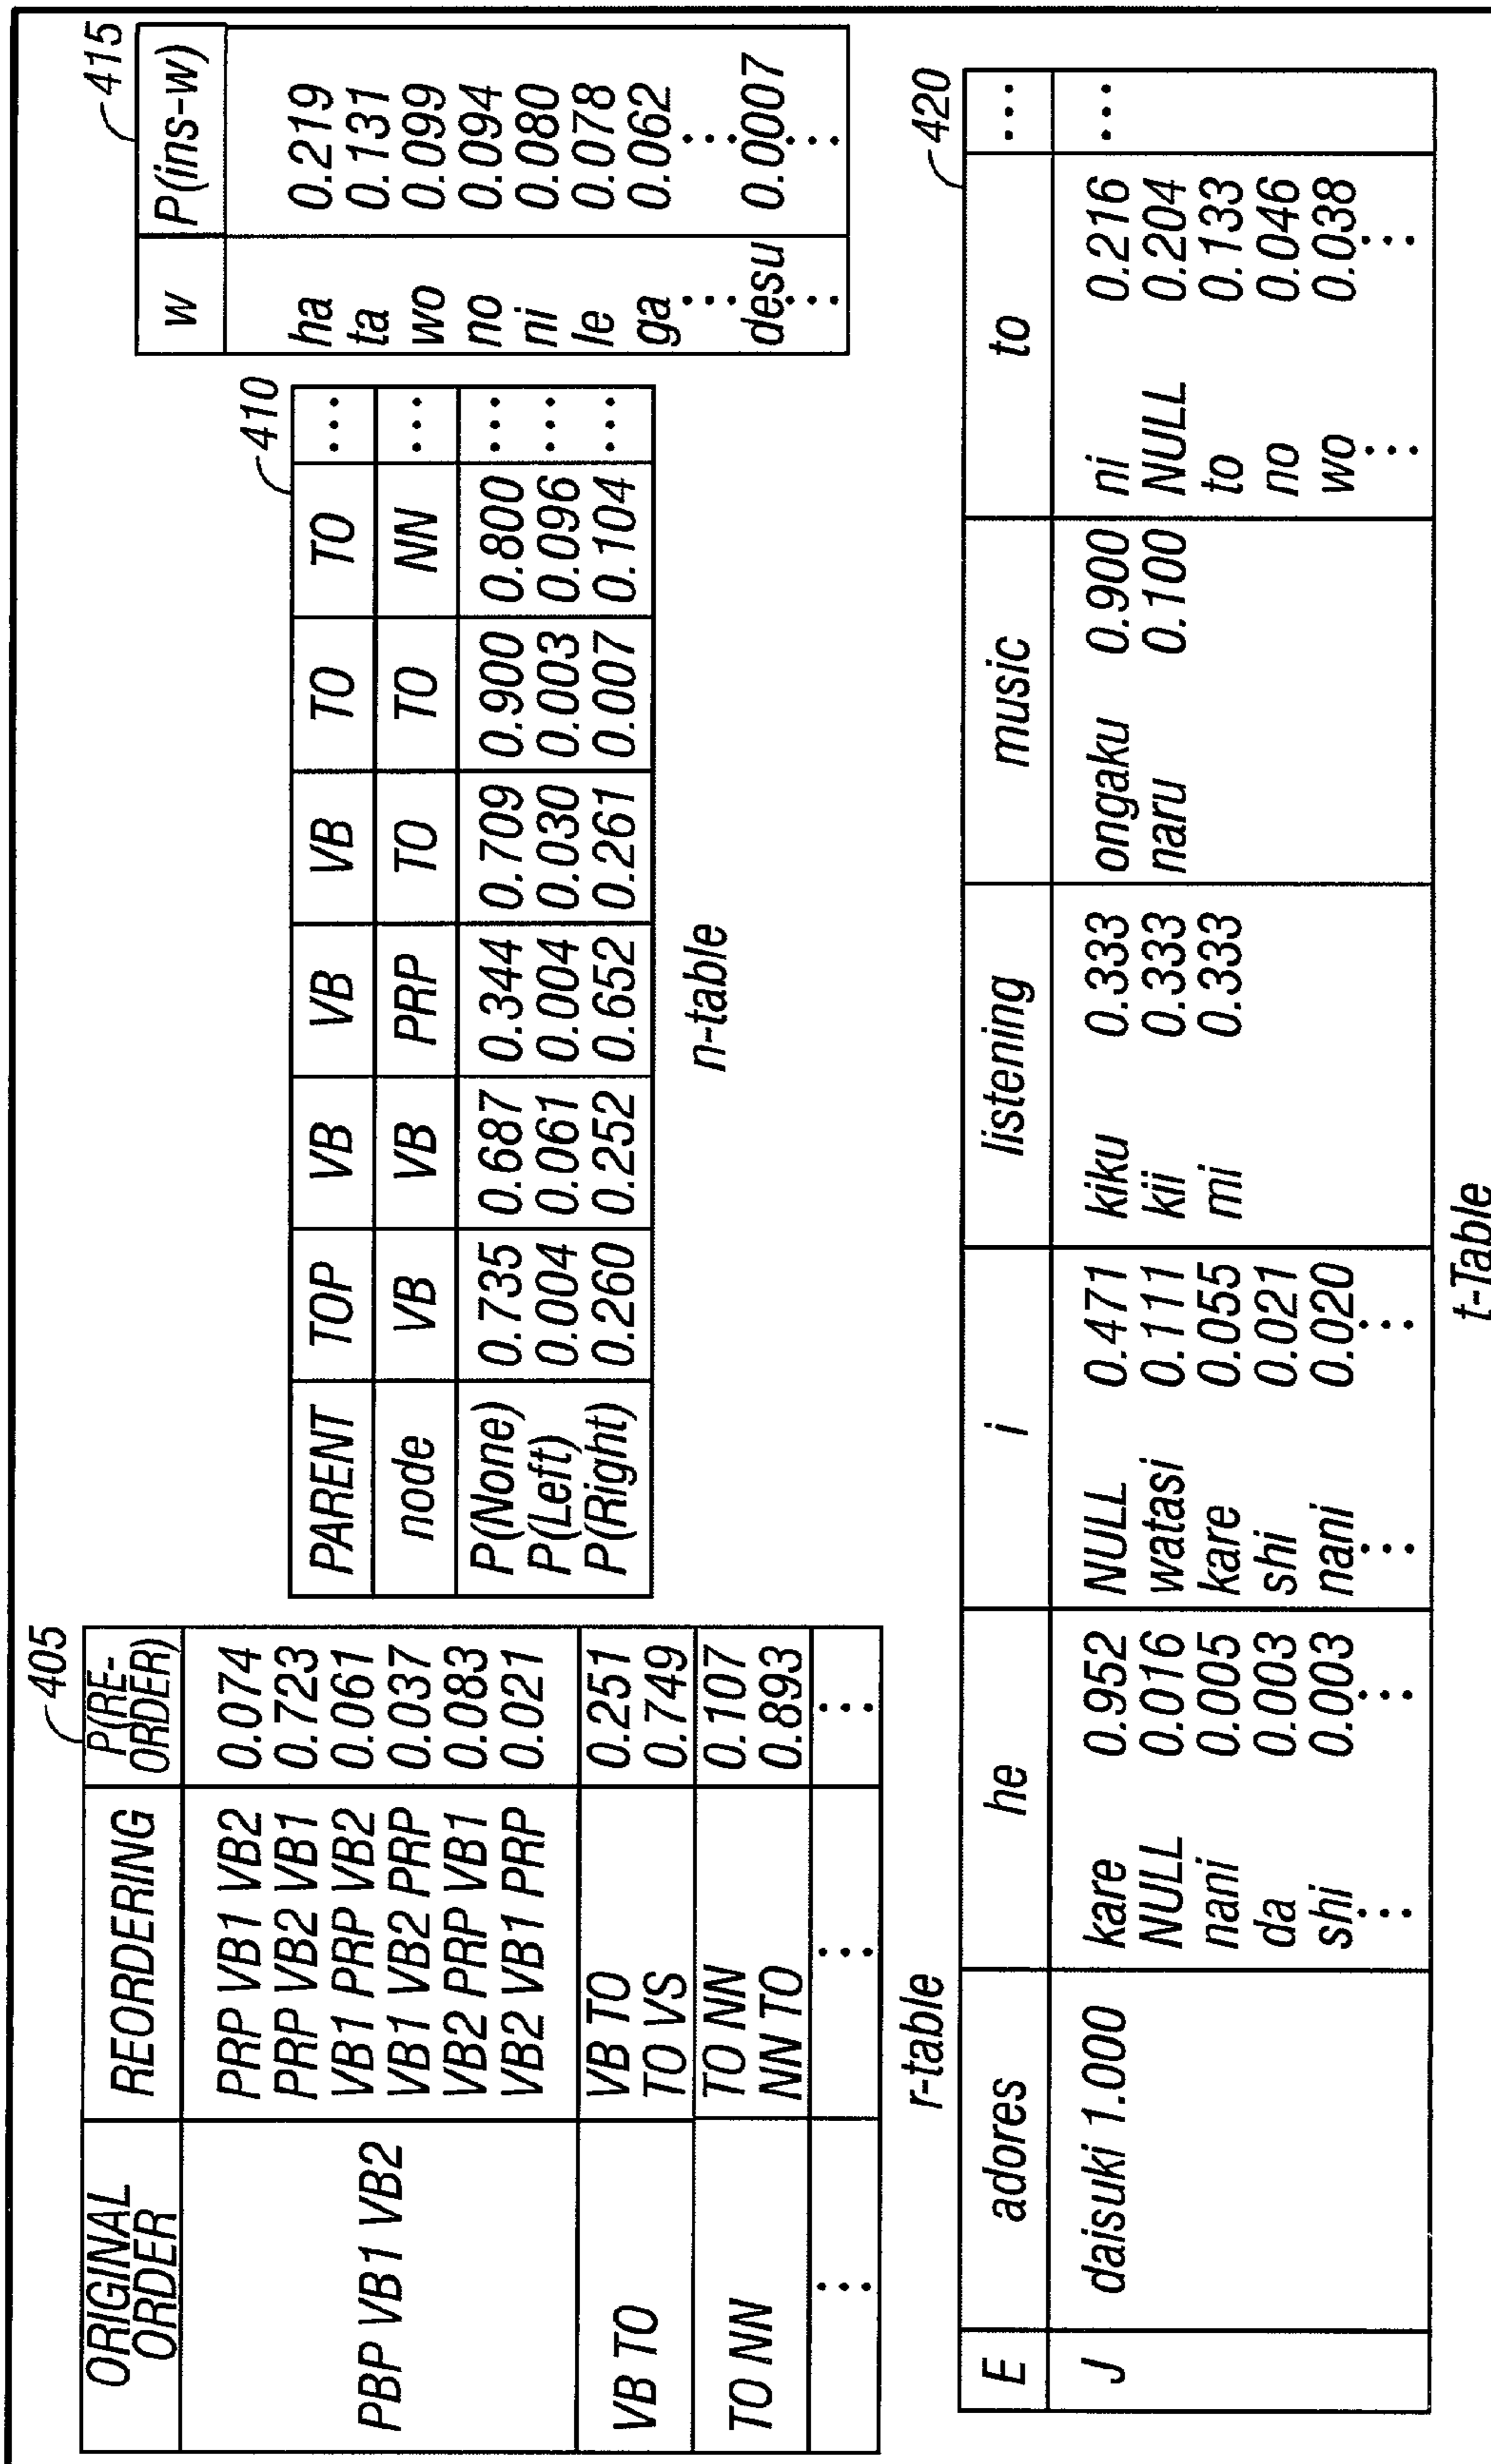 405
ORIGINAL ORDER REORDERING P(RE-ORDER)
PBP VB1 VB2 PRP VB1 VB2 0.074
PRP VB2 VB1 0.723
VB1 PRP VB2 0.061
VB1 VB2 PRP 0.037
VB2 PRP VB1 0.083
VB2 VB1 PRP 0.021
VB TO VB TO 0.251
TO VS 0.749
TO NN TO NN 0.107
NN TO 0.893
⋮ ⋮ ⋮
r-table
410
PARENT TOP VB VB VB TO TO ...
node VB VB PRP TO TO NN ...
P(None) 0.735 0.687 0.344 0.709 0.900 0.800 ...
P(Left) 0.004 0.061 0.004 0.030 0.003 0.096 ...
P(Right) 0.260 0.252 0.652 0.261 0.007 0.104 ...
n-table
415
w P(ins-w)
ha 0.219
ta 0.131
wo 0.099
no 0.094
ni 0.080
le 0.078
ga 0.062
⋮ ⋮
desu 0.0007
⋮ ⋮
420
E adores he i listening music to ...
J daisuki 1.000 kare 0.952 NULL 0.471 kiku 0.333 ongaku 0.900 ni 0.216 ...
NULL 0.016 watasi 0.111 kii 0.333 naru 0.100 NULL 0.204
nani 0.005 kare 0.055 mi 0.333 to 0.133
da 0.003 shi 0.021 no 0.046
shi 0.003 nani 0.020 wo 0.038
⋮ ⋮ ⋮ ⋮ ⋮ ⋮
t-Table